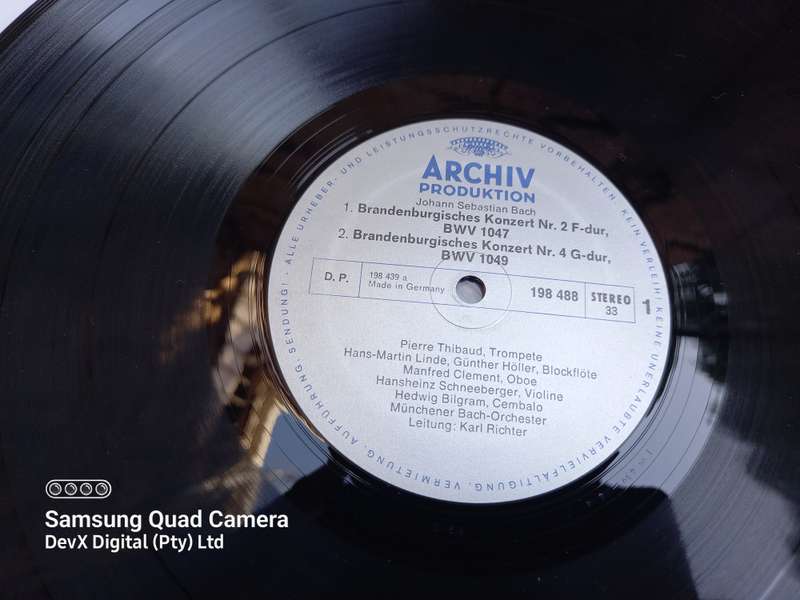 ARCHIV
PRODUKTION
Johann Sebastian Bach
1. Brandenburgisches Konzert Nr. 2 F-dur,
BWV 1047
2. Brandenburgisches Konzert Nr. 4 G-dur,
BWV 1049
D. P.
198 439 a
Made in Germany
198 488
STEREO
33
1
Pierre Thibaud, Trompete
Hans-Martin Linde, Günther Höller, Blockflöte
Manfred Clement, Oboe
Hansheinz Schneeberger, Violine
Hedwig Bilgram, Cembalo
Münchener Bach-Orchester
Leitung: Karl Richter
ALLE URHEBER- UND LEISTUNGSSCHUTZRECHTE VORBEHALTEN. KEIN VERLEIH! KEINE UNERLAUBTE VERVIELFÄLTIGUNG, VERMIETUNG, AUFFÜHRUNG, SENDUNG!
Samsung Quad Camera
DevX Digital (Pty) Ltd